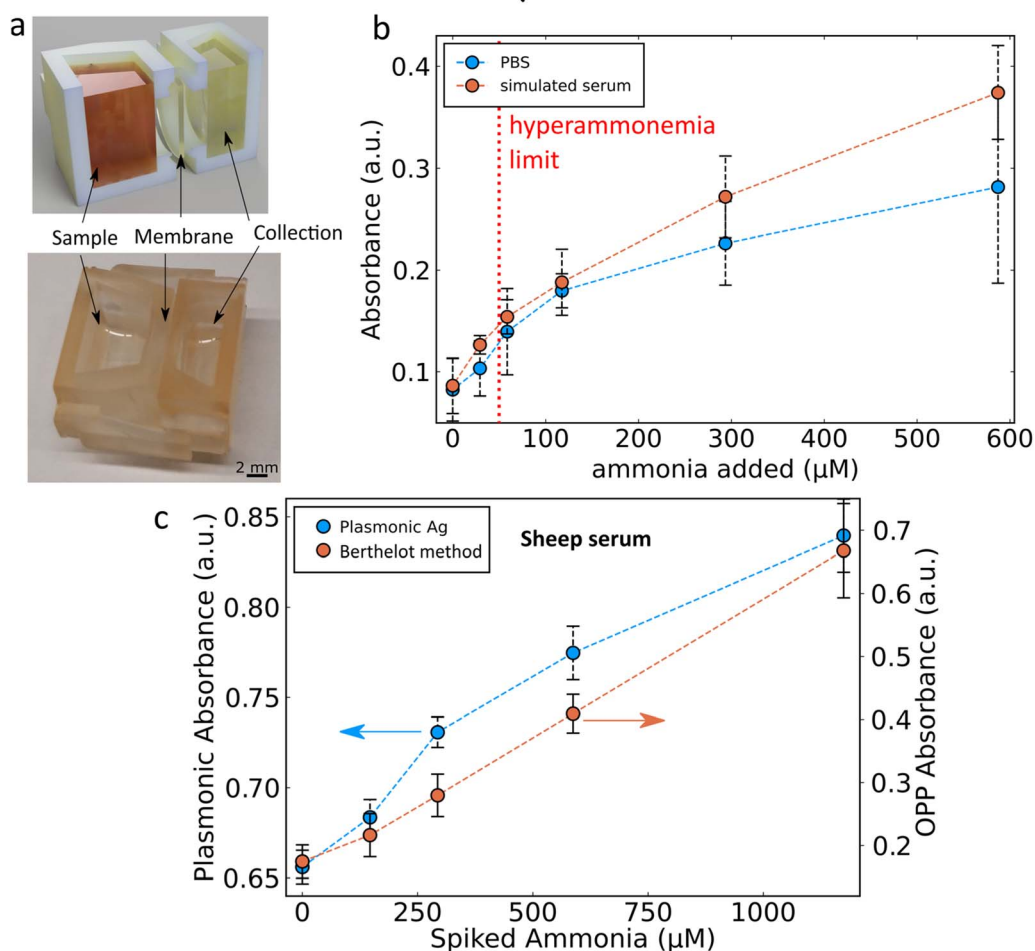 a
Sample
Membrane
Collection
2 mm
b
PBS
simulated serum
hyperammonemia
limit
Absorbance (a.u.)
0.4
0.3
0.2
0.1
0
100
200
300
400
500
600
ammonia added (μM)
c
Plasmonic Ag
Berthelot method
Sheep serum
Plasmonic Absorbance (a.u.)
0.85
0.80
0.75
0.70
0.65
0.7
0.6
0.5
0.4
0.3
0.2
OPP Absorbance (a.u.)
0
250
500
750
1000
Spiked Ammonia (μM)